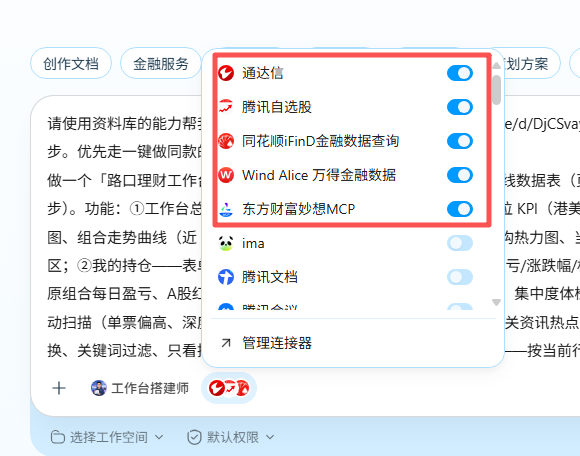 创作文档
金融服务
划方案
请使用资料库的能力帮
e/d/DjCSvay
步。优先走一键做同款的
做一个「路口理财工作台
线数据表（
步）。功能：①工作台总
位 KPI（港美
图、组合走势曲线（近
构热力图、
区；②我的持仓——表单
亏/涨跌幅/
原组合每日盈亏、A股红
集中度体
动扫描（单票偏高、深度
关资讯热点
换、关键词过滤、只看持
——按当前行
通达信
腾讯自选股
同花顺iFinD金融数据查询
Wind Alice 万得金融数据
东方财富妙想MCP
ima
腾讯文档
腾讯会议
管理连接器
工作台搭建师
选择工作空间
默认权限